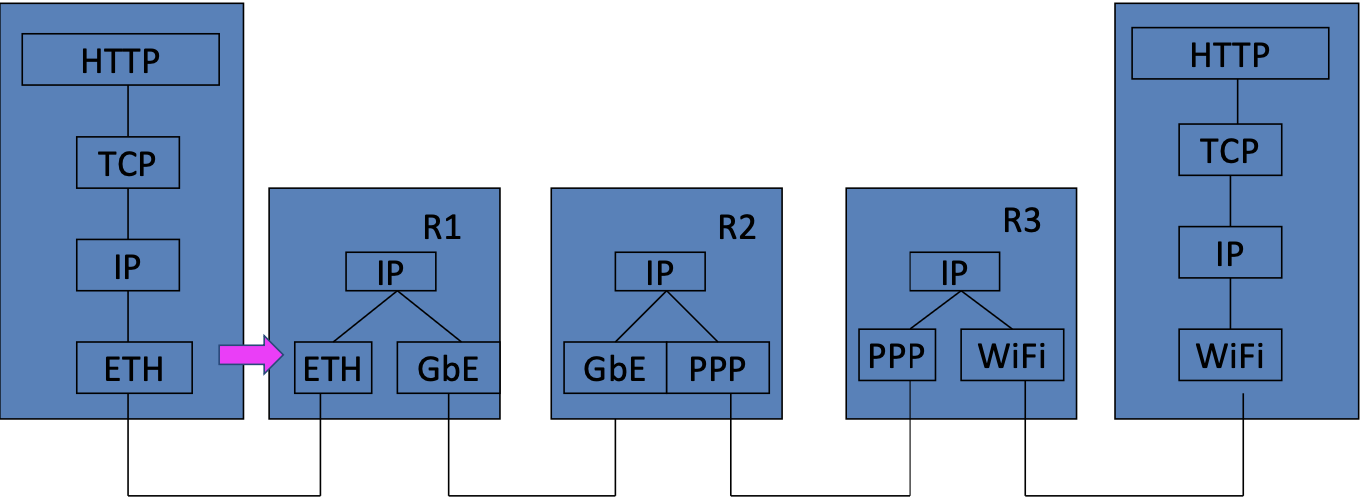 HTTP
TCP
IP
ETH
R1
IP
ETH
GbE
R2
IP
GbE
PPP
R3
IP
PPP
WiFi
HTTP
TCP
IP
WiFi